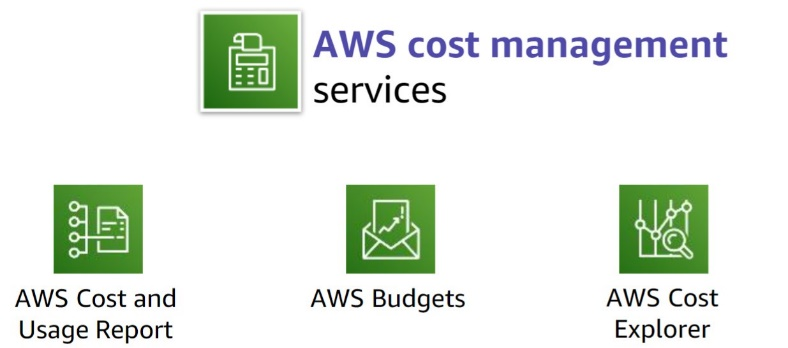 AWS cost management
services
AWS Cost and
Usage Report
AWS Budgets
AWS Cost
Explorer